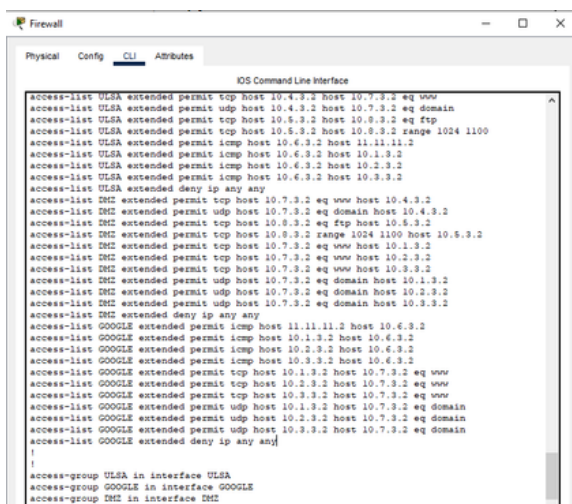 Firewall
Physical Config CLI Attributes
IOS Command Line Interface
access-list ULSA extended permit tcp host 10.4.3.2 host 10.7.3.2 eq www
access-list ULSA extended permit udp host 10.4.3.2 host 10.7.3.2 eq domain
access-list ULSA extended permit tcp host 10.5.3.2 host 10.8.3.2 eq ftp
access-list ULSA extended permit tcp host 10.5.3.2 host 10.8.3.2 range 1024 1100
access-list ULSA extended permit icmp host 10.6.3.2 host 11.11.11.2
access-list ULSA extended permit icmp host 10.6.3.2 host 10.1.3.2
access-list ULSA extended permit icmp host 10.6.3.2 host 10.2.3.2
access-list ULSA extended permit icmp host 10.6.3.2 host 10.3.3.2
access-list ULSA extended deny ip any any
access-list DMZ extended permit tcp host 10.7.3.2 eq www host 10.4.3.2
access-list DMZ extended permit udp host 10.7.3.2 eq domain host 10.4.3.2
access-list DMZ extended permit tcp host 10.8.3.2 eq ftp host 10.5.3.2
access-list DMZ extended permit tcp host 10.8.3.2 range 1024 1100 host 10.5.3.2
access-list DMZ extended permit tcp host 10.7.3.2 eq www host 10.1.3.2
access-list DMZ extended permit tcp host 10.7.3.2 eq www host 10.2.3.2
access-list DMZ extended permit tcp host 10.7.3.2 eq www host 10.3.3.2
access-list DMZ extended permit udp host 10.7.3.2 eq domain host 10.1.3.2
access-list DMZ extended permit udp host 10.7.3.2 eq domain host 10.2.3.2
access-list DMZ extended permit udp host 10.7.3.2 eq domain host 10.3.3.2
access-list DMZ extended deny ip any any
access-list GOOGLE extended permit icmp host 11.11.11.2 host 10.6.3.2
access-list GOOGLE extended permit icmp host 10.1.3.2 host 10.6.3.2
access-list GOOGLE extended permit icmp host 10.2.3.2 host 10.6.3.2
access-list GOOGLE extended permit icmp host 10.3.3.2 host 10.6.3.2
access-list GOOGLE extended permit tcp host 10.1.3.2 host 10.7.3.2 eq www
access-list GOOGLE extended permit tcp host 10.2.3.2 host 10.7.3.2 eq www
access-list GOOGLE extended permit tcp host 10.3.3.2 host 10.7.3.2 eq www
access-list GOOGLE extended permit udp host 10.1.3.2 host 10.7.3.2 eq domain
access-list GOOGLE extended permit udp host 10.2.3.2 host 10.7.3.2 eq domain
access-list GOOGLE extended permit udp host 10.3.3.2 host 10.7.3.2 eq domain
access-list GOOGLE extended deny ip any any
!
!
access-group ULSA in interface ULSA
access-group GOOGLE in interface GOOGLE
access-group DMZ in interface DMZ